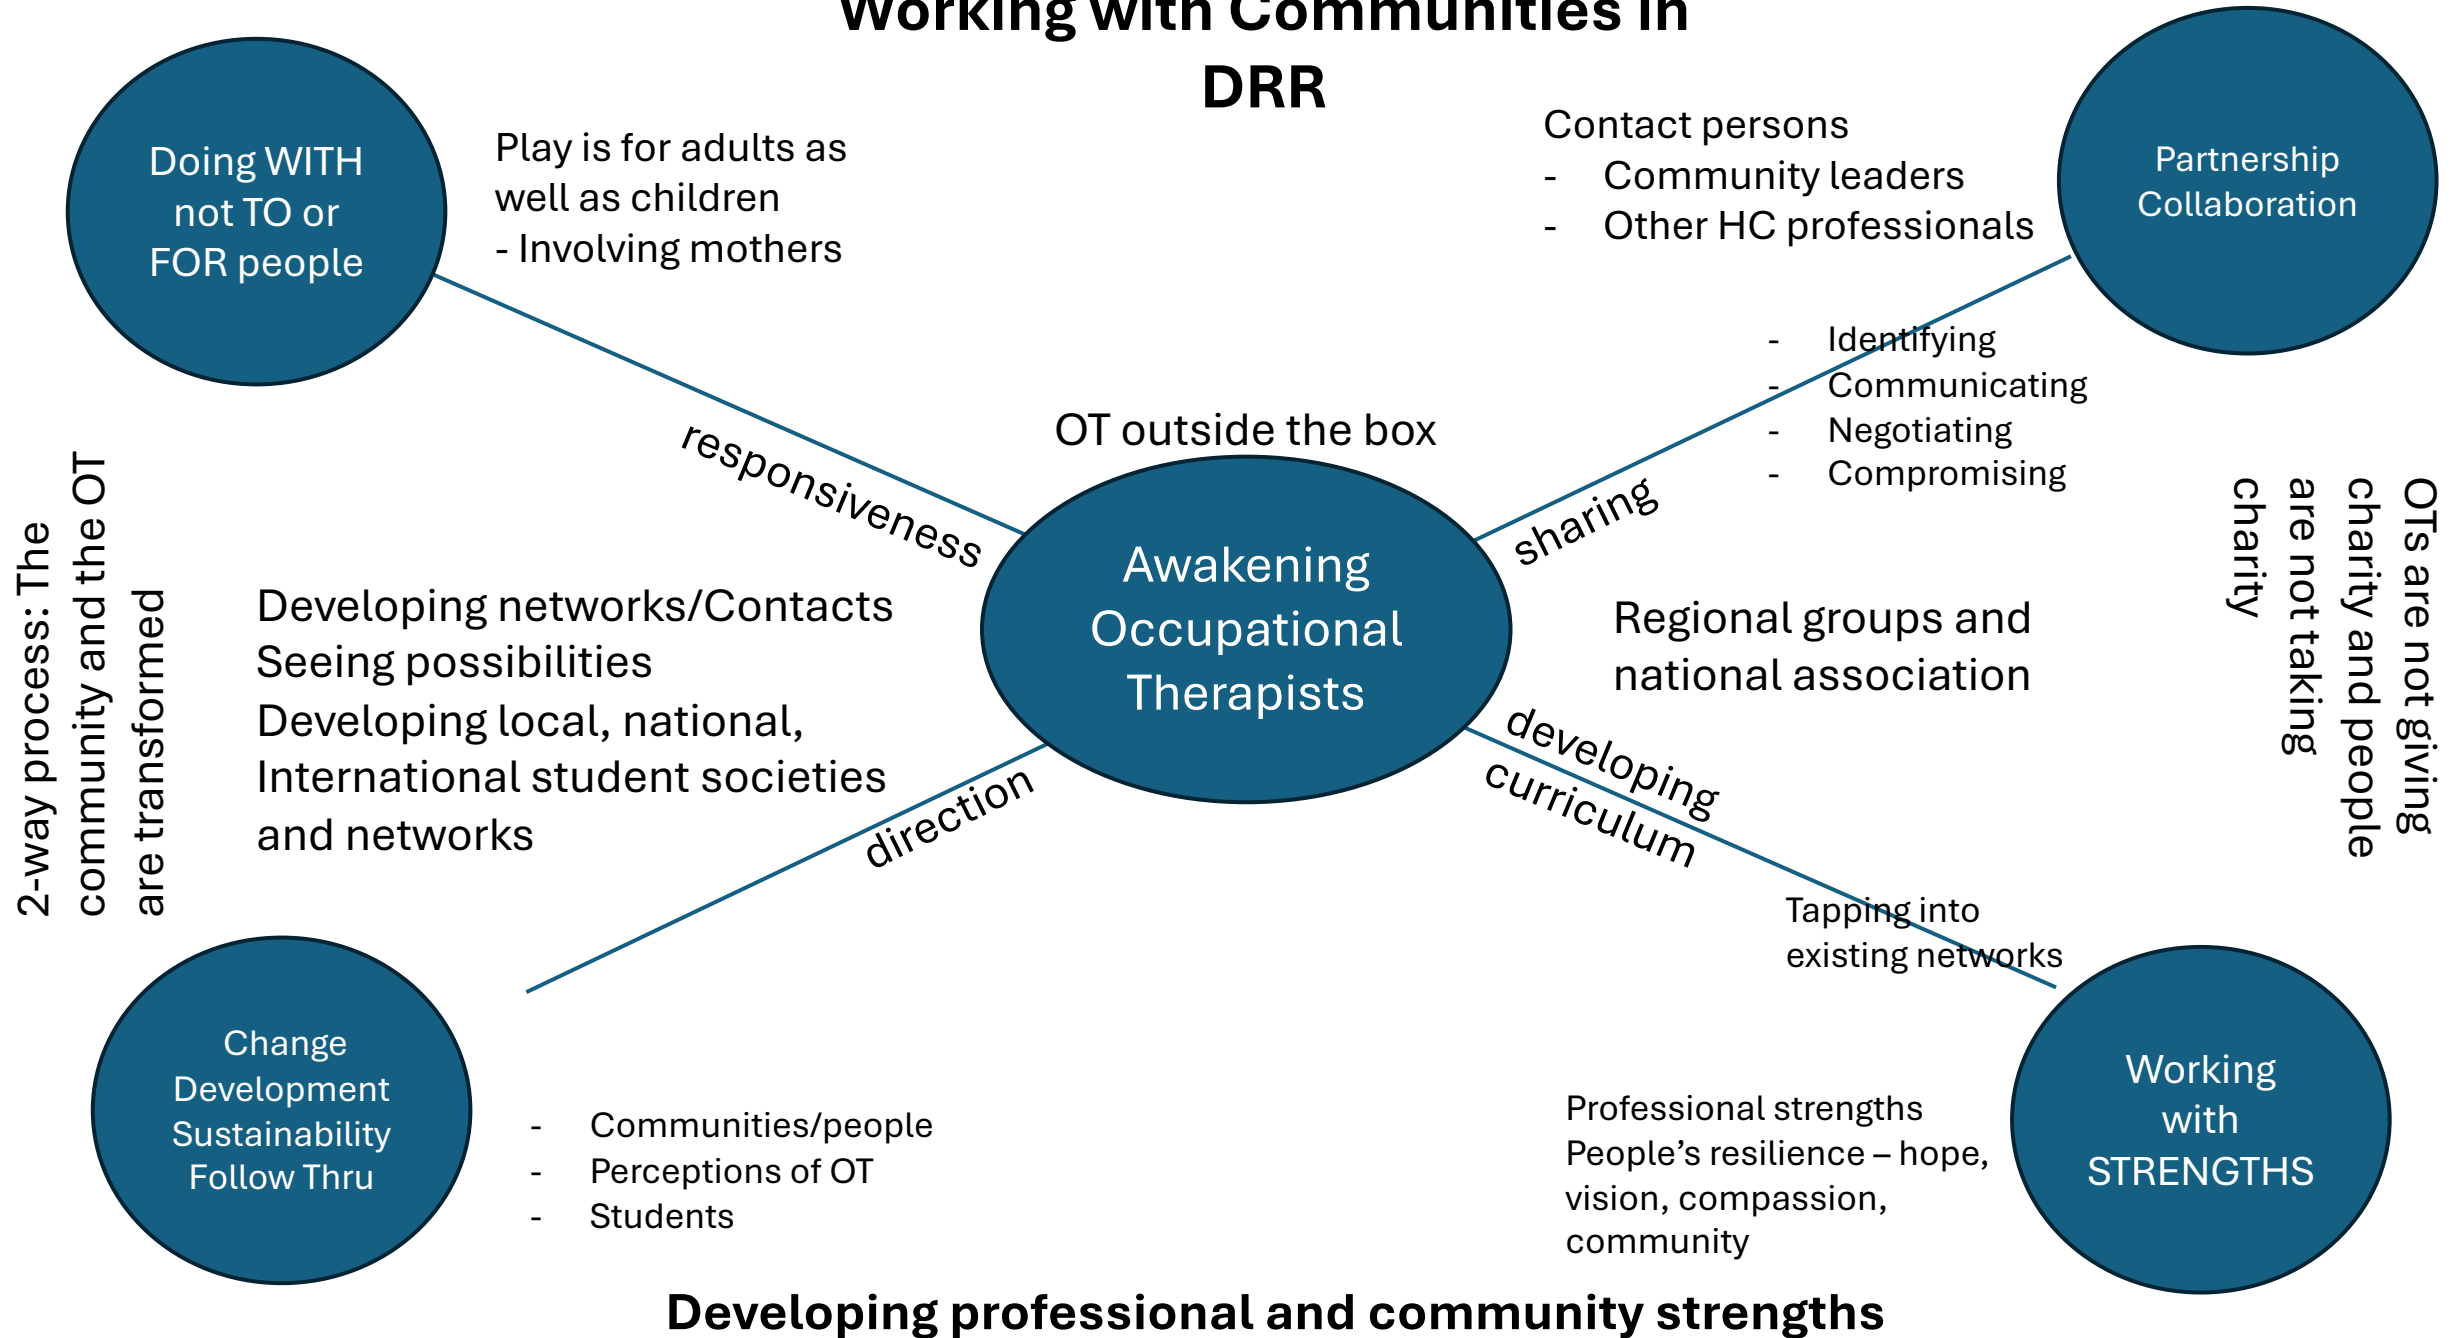 Working with Communities in
DRR
Doing WITH
not TO or
FOR people
Play is for adults as
well as children
- Involving mothers
Contact persons
- Community leaders
- Other HC professionals
Partnership
Collaboration
- Identifying
- Communicating
- Negotiating
- Compromising
responsiveness
OT outside the box
sharing
2-way process: The
community and the OT
are transformed
Developing networks/Contacts
Seeing possibilities
Developing local, national,
International student societies
and networks
Awakening
Occupational
Therapists
Regional groups and
national association
OTs are not giving
charity and people
are not taking
charity
direction
developing
curriculum
Tapping into
existing networks
Change
Development
Sustainability
Follow Thru
- Communities/people
- Perceptions of OT
- Students
Professional strengths
People’s resilience – hope,
vision, compassion,
community
Working
with
STRENGTHS
Developing professional and community strengths